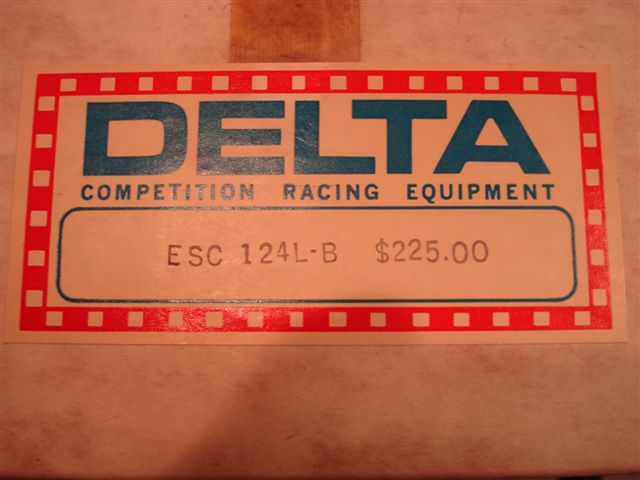 DELTA
COMPETITION RACING EQUIPMENT
ESC 124L-B $225.00